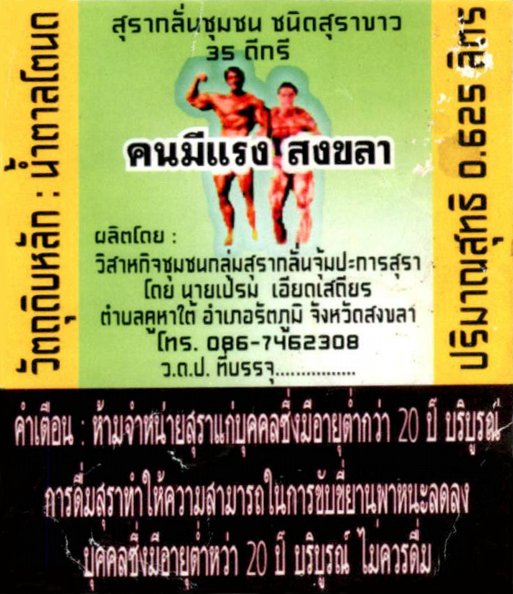 สุรากลั่นชุมชน ชนิดสุราขาว
35 ดีกรี
คนมีแรง สงขลา
ผลิตโดย :
วิสาหกิจชุมชนกลุ่มสุรากลั่นจุ้มปะการสุรา
โดย นายเปรม เอียดเสถียร
ตำบลคูหาใต้ อำเภอรัตภูมิ จังหวัดสงขลา
โทร. 086-7462308
ว.ด.ป. ที่บรรจุ................
วัตถุดิบหลัก : น้ำตาลโตนด
ปริมาณสุทธิ 0.625 ลิตร
คำเตือน : ห้ามจำหน่ายสุราแก่บุคคลซึ่งมีอายุต่ำกว่า 20 ปี บริบูรณ์
การดื่มสุราทำให้ความสามารถในการขับขี่ยานพาหนะลดลง
บุคคลซึ่งมีอายุต่ำหว่า 20 ปี บริบูรณ์ ไม่ควรดื่ม